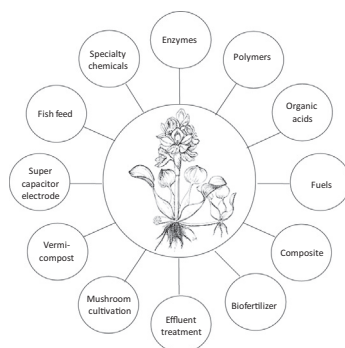 Enzymes
Polymers
Organic
acids
Fuels
Composite
Biofertilizer
Effluent
treatment
Mushroom
cultivation
Vermi-
compost
Super
capacitor
electrode
Fish feed
Specialty
chemicals